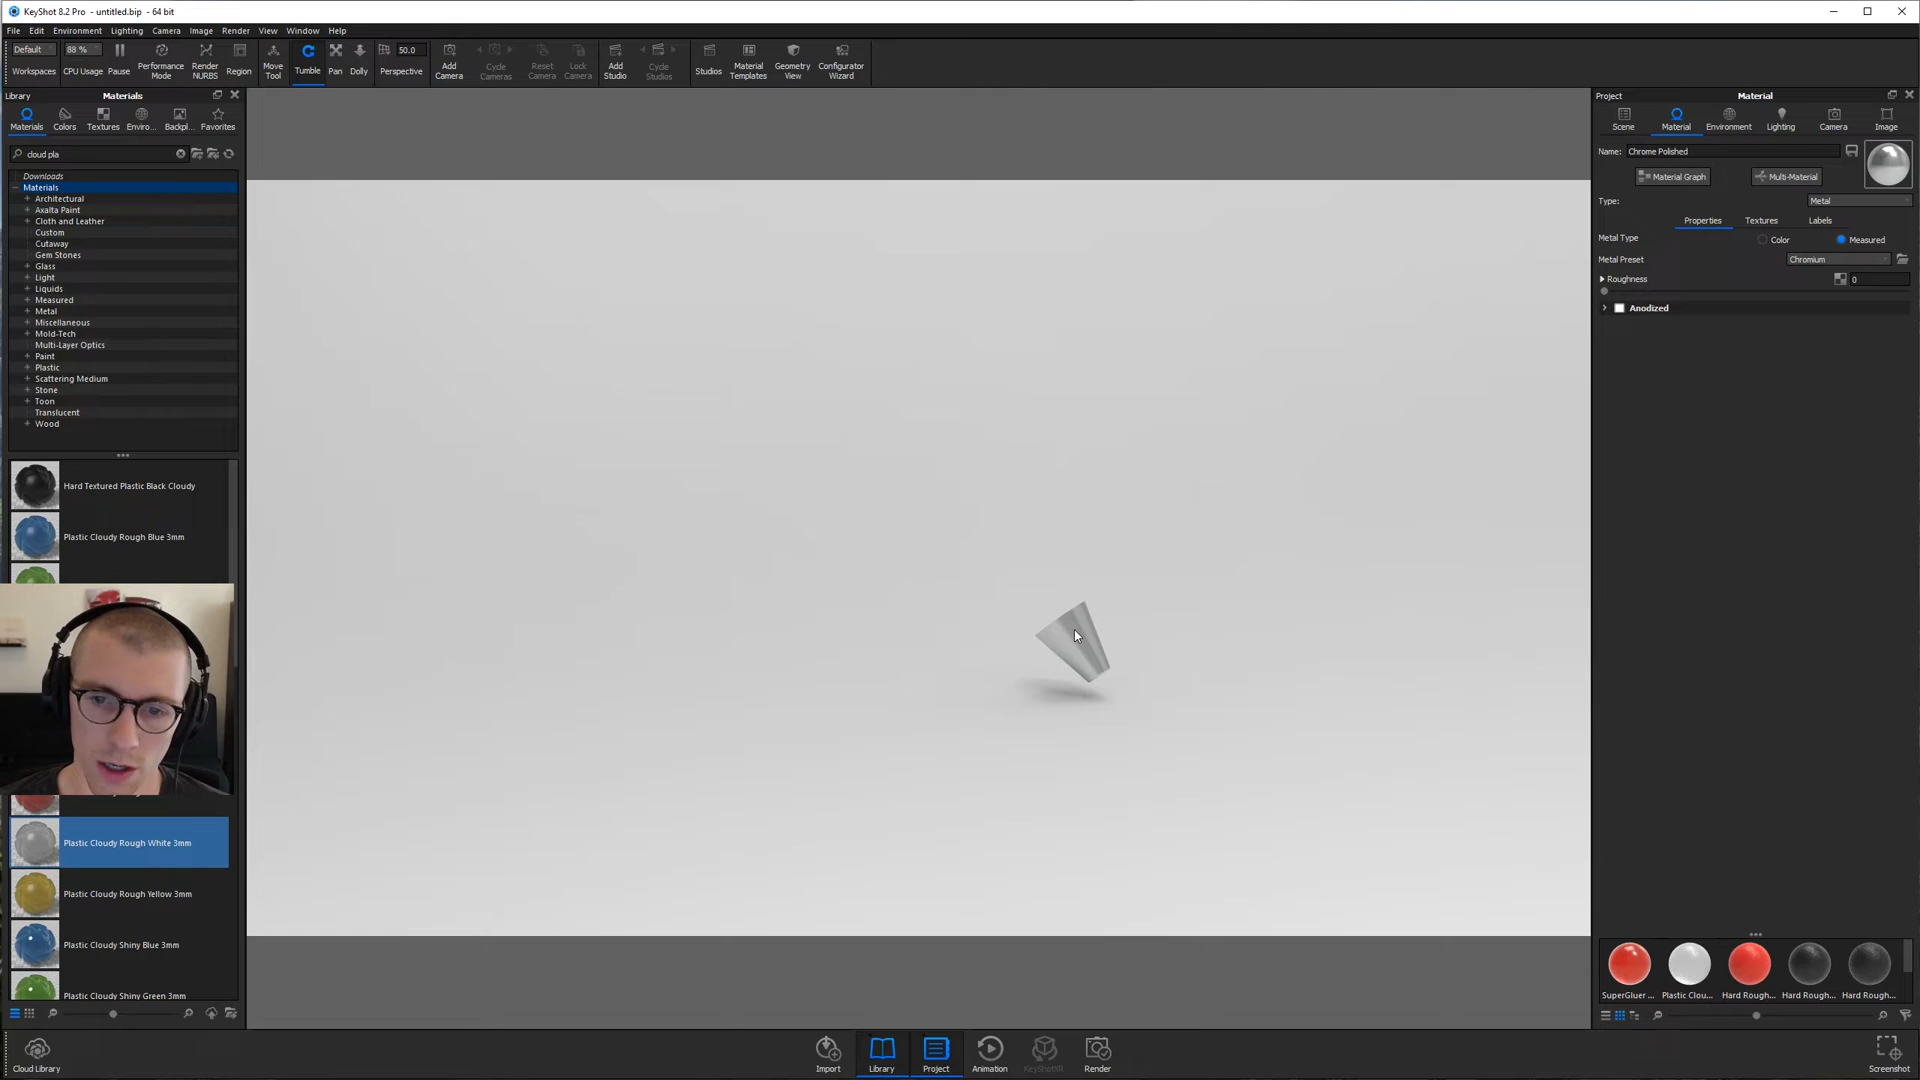 KeyShot 8.2 Pro - untitled.bip - 64 bit
File Edit Environment Lighting Camera Image Render View Window Help
Default 88 % 50.0
Workspaces CPU Usage Pause Performance Mode Render NURBS Region Move Tool Tumble Pan Dolly Perspective Add Camera Cycle Cameras Reset Camera Lock Camera Add Studio Cycle Studios Studios Material Templates Geometry View Configurator Wizard
Library Materials
Materials Colors Textures Enviro... Backpl... Favorites
cloud pla
Downloads
Materials
Architectural
Axalta Paint
Cloth and Leather
Custom
Cutaway
Gem Stones
Glass
Light
Liquids
Measured
Metal
Miscellaneous
Mold-Tech
Multi-Layer Optics
Paint
Plastic
Scattering Medium
Stone
Toon
Translucent
Wood
Hard Textured Plastic Black Cloudy
Plastic Cloudy Rough Blue 3mm
Plastic Cloudy Rough White 3mm
Plastic Cloudy Rough Yellow 3mm
Plastic Cloudy Shiny Blue 3mm
Plastic Cloudy Shiny Green 3mm
Project Material
Scene Material Environment Lighting Camera Image
Name: Chrome Polished
Material Graph Multi-Material
Type: Metal
Properties Textures Labels
Metal Type Color Measured
Metal Preset Chromium
Roughness 0
Anodized
SuperGluer ... Plastic Clou... Hard Rough... Hard Rough... Hard Rough...
Cloud Library Import Library Project Animation KeyShotXR Render Screenshot